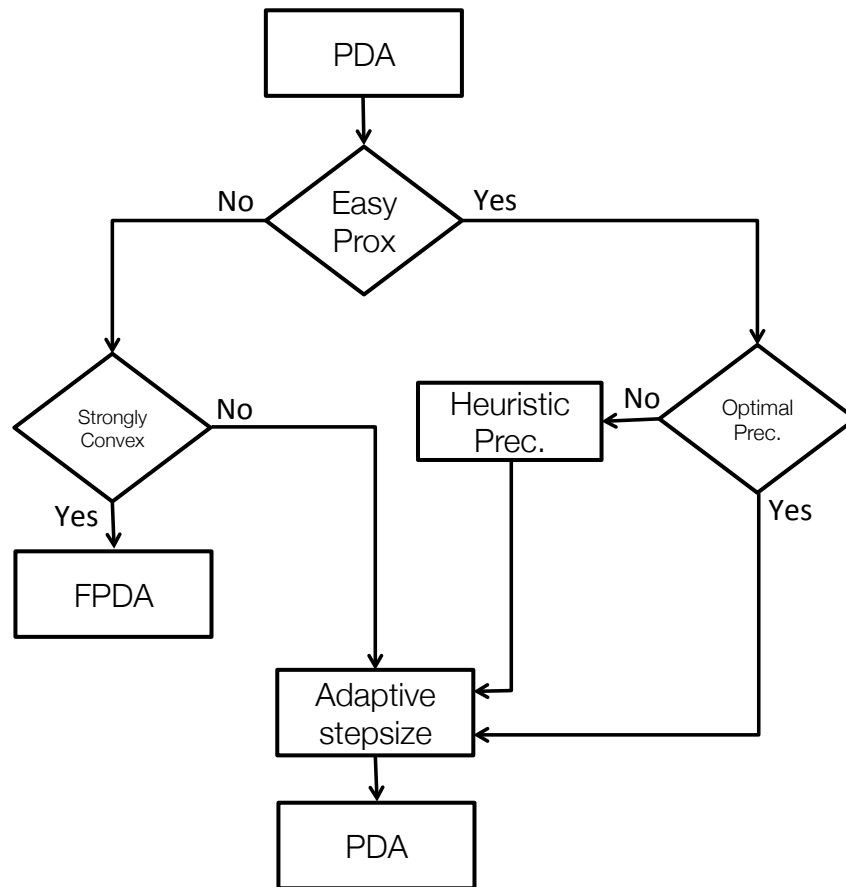 PDA
No
Yes
Easy
Prox
Strongly
Convex
No
Heuristic
Prec.
No
Optimal
Prec.
Yes
Yes
FPDA
Adaptive
stepsize
PDA